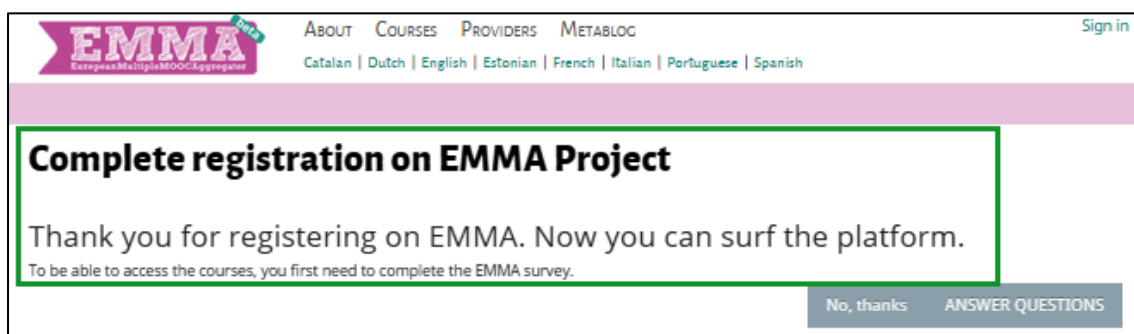 EMMA
beta
EuropeanMultipleMOOCAggregator
About Courses Providers Metablog
Sign in
Catalan | Dutch | English | Estonian | French | Italian | Portuguese | Spanish
Complete registration on EMMA Project
Thank you for registering on EMMA. Now you can surf the platform.
To be able to access the courses, you first need to complete the EMMA survey.
No, thanks ANSWER QUESTIONS